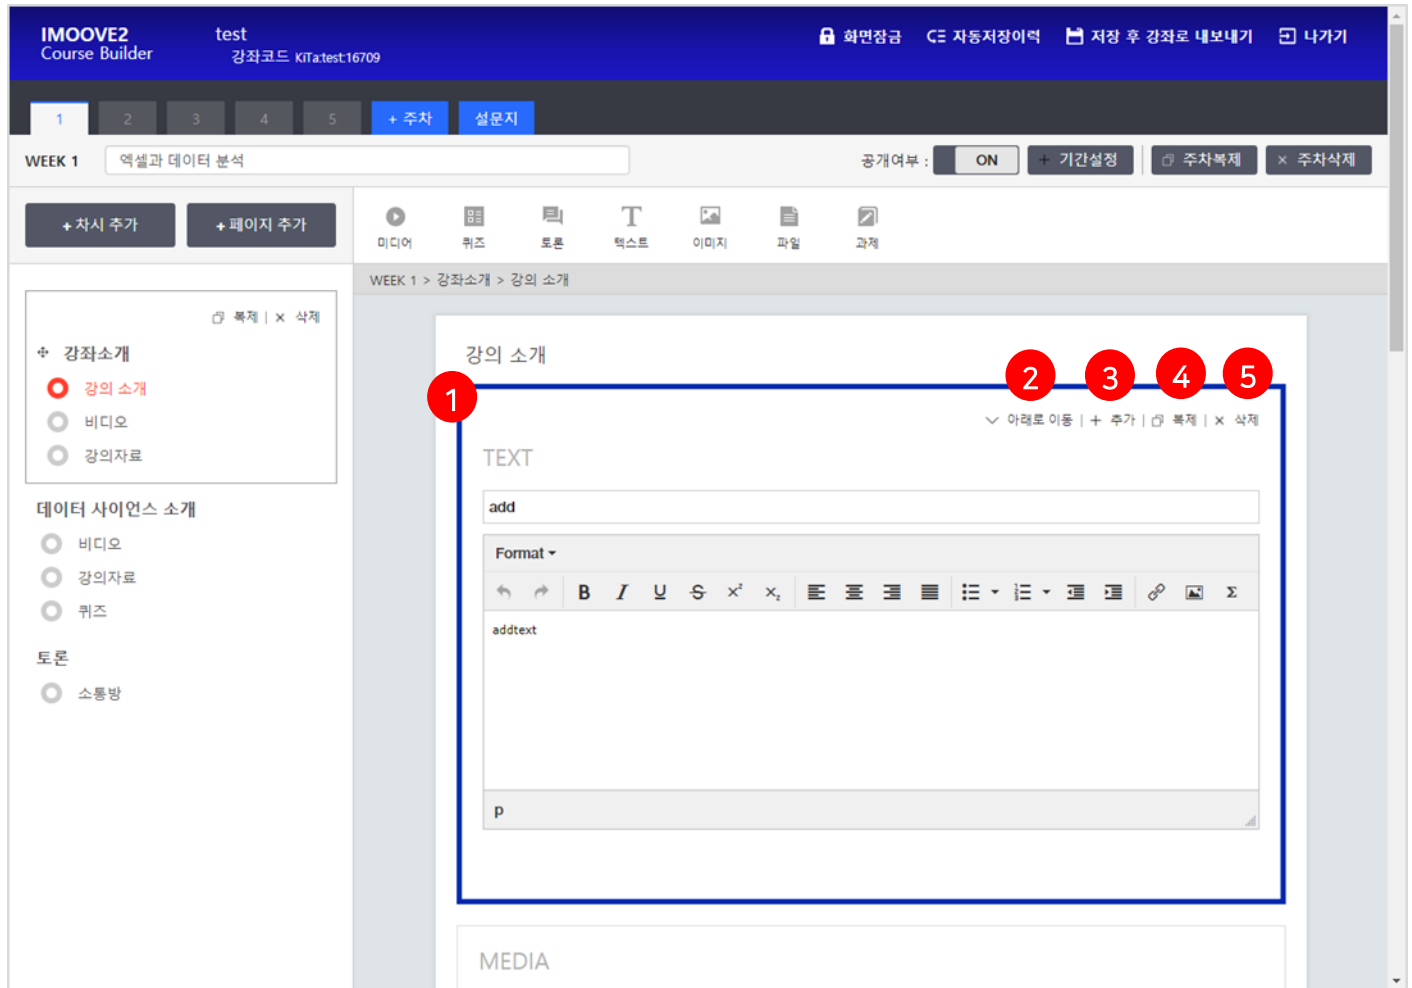 IMOOVE2
Course Builder
test
강좌코드 KiTa:test:16709
화면잠금 자동저장이력 저장 후 강좌로 내보내기 나가기
1 2 3 4 5 + 주차 설문지
WEEK 1 엑셀과 데이터 분석 공개여부 : ON + 기간설정 주차복제 × 주차삭제
+ 차시 추가 + 페이지 추가
미디어 퀴즈 토론 텍스트 이미지 파일 과제
WEEK 1 > 강좌소개 > 강의 소개
복제 | × 삭제
강좌소개
강의 소개
비디오
강의자료
데이터 사이언스 소개
비디오
강의자료
퀴즈
토론
소통방
강의 소개
1 2 3 4 5
아래로 이동 | + 추가 | 복제 | × 삭제
TEXT
add
Format
B I U S x² x₂ Σ
addtext
p
MEDIA